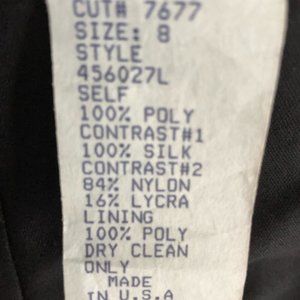 CUT# 7677
SIZE: 8
STYLE
456027L
SELF
100% POLY
CONTRAST#1
100% SILK
CONTRAST#2
84% NYLON
16% LYCRA
LINING
100% POLY
DRY CLEAN
ONLY
MADE
IN U.S.A